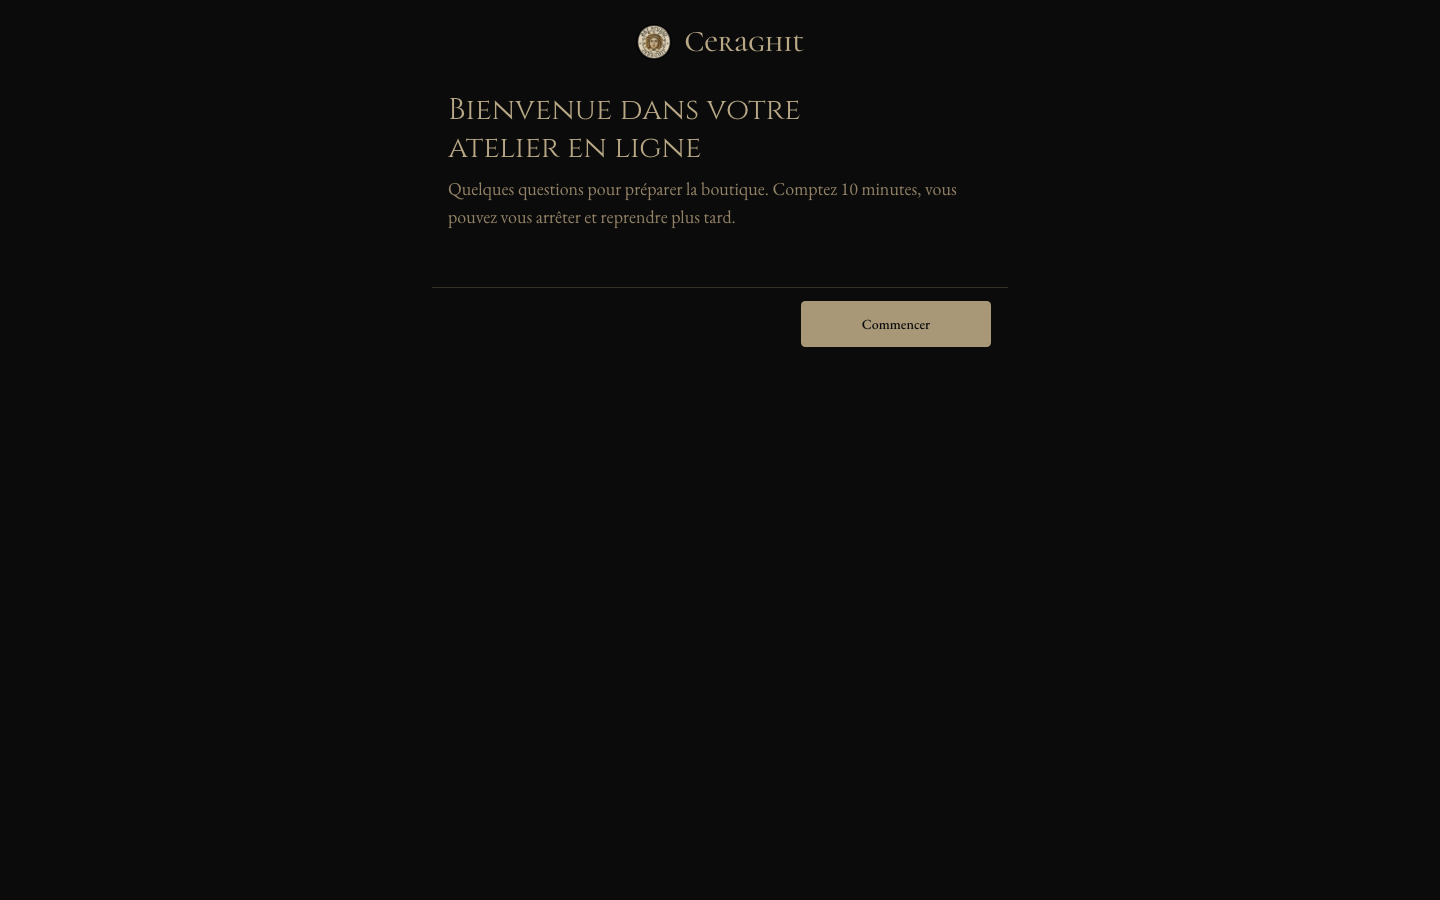 Ceraghit
Bienvenue dans votre
atelier en ligne
Quelques questions pour préparer la boutique. Comptez 10 minutes, vous
pouvez vous arrêter et reprendre plus tard.
Commencer